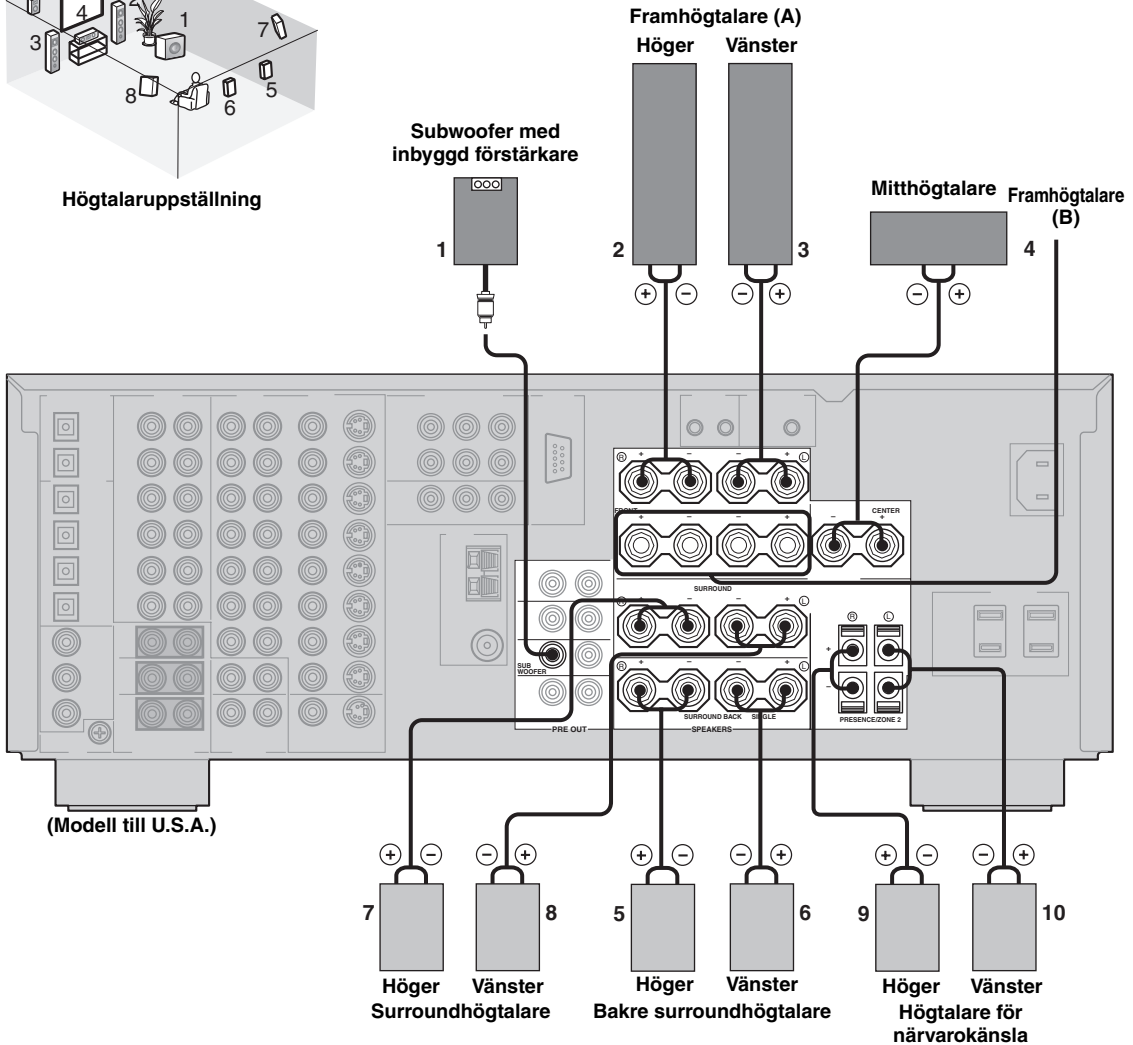 2
1
4
3
7
8
6
5
Högtalaruppställning
Framhögtalare (A)
Höger Vänster
Subwoofer med
inbyggd förstärkare
Mitthögtalare
Framhögtalare
(B)
1
2
3
4
+ − − +
− +
R + − − + L
FRONT
+ − − +
CENTER
− +
SURROUND
R + − − + L
SUB
WOOFER
R + − − + L
SURROUND BACK SINGLE
PRE OUT
SPEAKERS
R L
+
−
PRESENCE/ZONE 2
(Modell till U.S.A.)
+ − − + + − − + + − − +
7 8 5 6 9 10
Höger Vänster
Surroundhögtalare
Höger Vänster
Bakre surroundhögtalare
Höger Vänster
Högtalare för
närvarokänsla